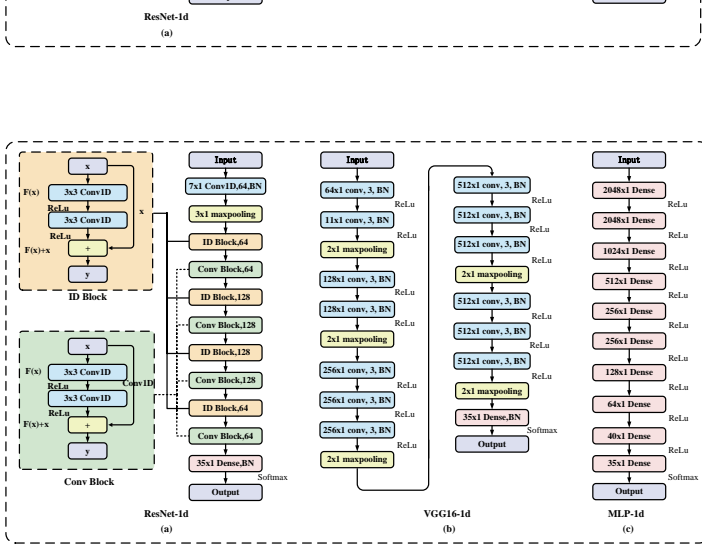 ResNet-1d
(a)
x
F(x)
3x3 Conv1D
ReLu
3x3 Conv1D
x
ReLu
F(x)+x
+
y
ID Block
x
F(x)
3x3 Conv1D
ReLu
Conv1D
3x3 Conv1D
ReLu
F(x)+x
+
y
Conv Block
Input
7x1 Conv1D,64,BN
3x1 maxpooling
ID Block,64
Conv Block,64
ID Block,128
Conv Block,128
ID Block,128
Conv Block,128
ID Block,64
Conv Block,64
35x1 Dense,BN
Softmax
Output
ResNet-1d
(a)
Input
64x1 conv, 3, BN
ReLu
11x1 conv, 3, BN
ReLu
2x1 maxpooling
128x1 conv, 3, BN
ReLu
128x1 conv, 3, BN
ReLu
2x1 maxpooling
256x1 conv, 3, BN
ReLu
256x1 conv, 3, BN
ReLu
256x1 conv, 3, BN
ReLu
2x1 maxpooling
512x1 conv, 3, BN
ReLu
512x1 conv, 3, BN
ReLu
512x1 conv, 3, BN
ReLu
2x1 maxpooling
512x1 conv, 3, BN
ReLu
512x1 conv, 3, BN
ReLu
512x1 conv, 3, BN
ReLu
2x1 maxpooling
35x1 Dense,BN
Softmax
Output
VGG16-1d
(b)
Input
2048x1 Dense
ReLu
2048x1 Dense
ReLu
1024x1 Dense
ReLu
512x1 Dense
ReLu
256x1 Dense
ReLu
256x1 Dense
ReLu
128x1 Dense
ReLu
64x1 Dense
ReLu
40x1 Dense
ReLu
35x1 Dense
Softmax
Output
MLP-1d
(c)